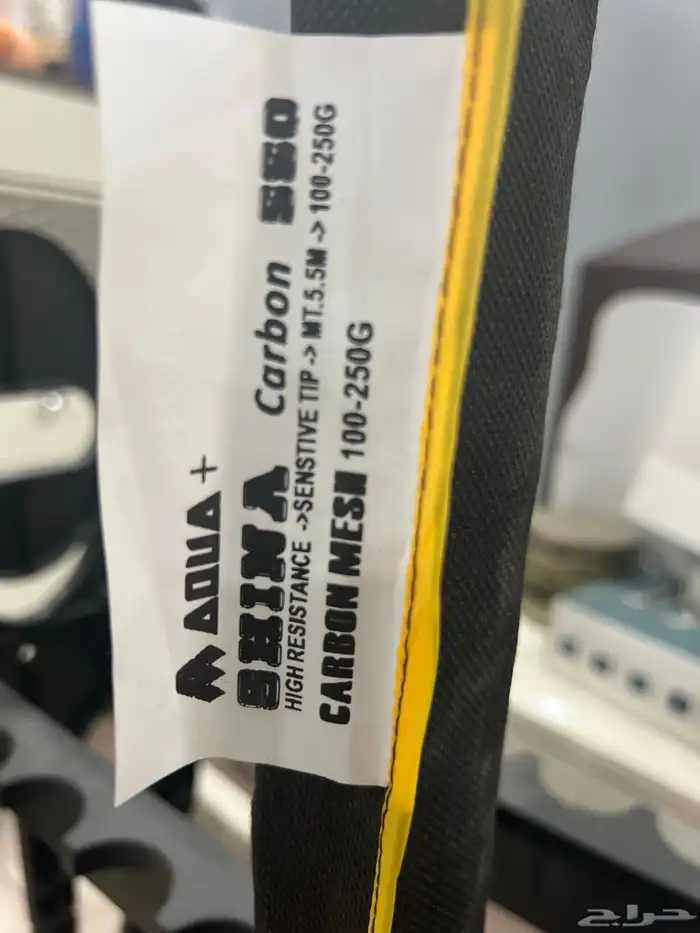 AQUA+
SHINA Carbon 550
HIGH RESISTANCE ->SENSTIVE TIP -> MT.5.5M -> 100-250G
CARBON MESH 100-250G
حراج